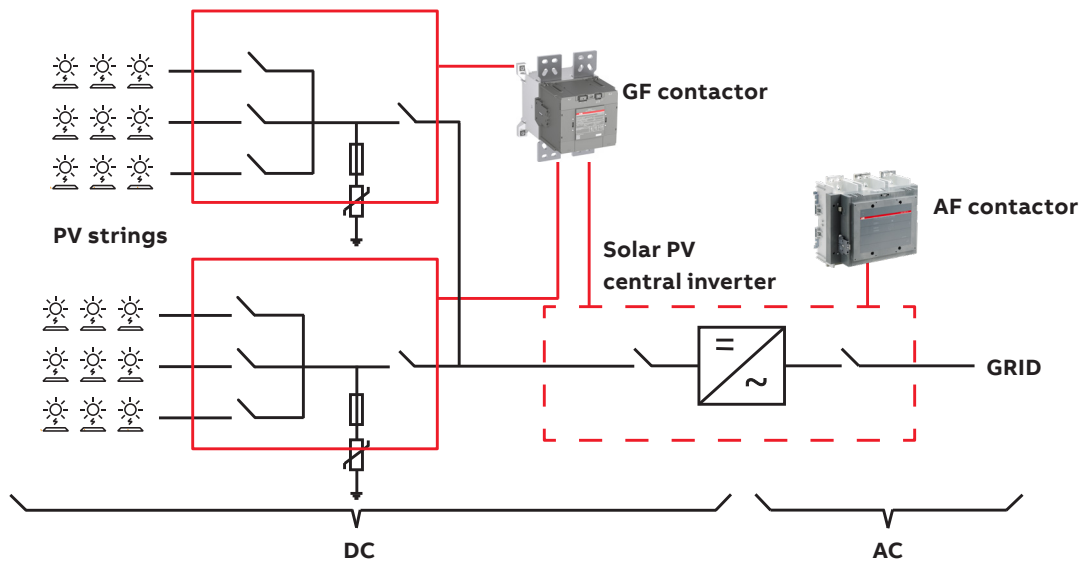 GF contactor
AF contactor
PV strings
Solar PV
central inverter
GRID
DC
AC